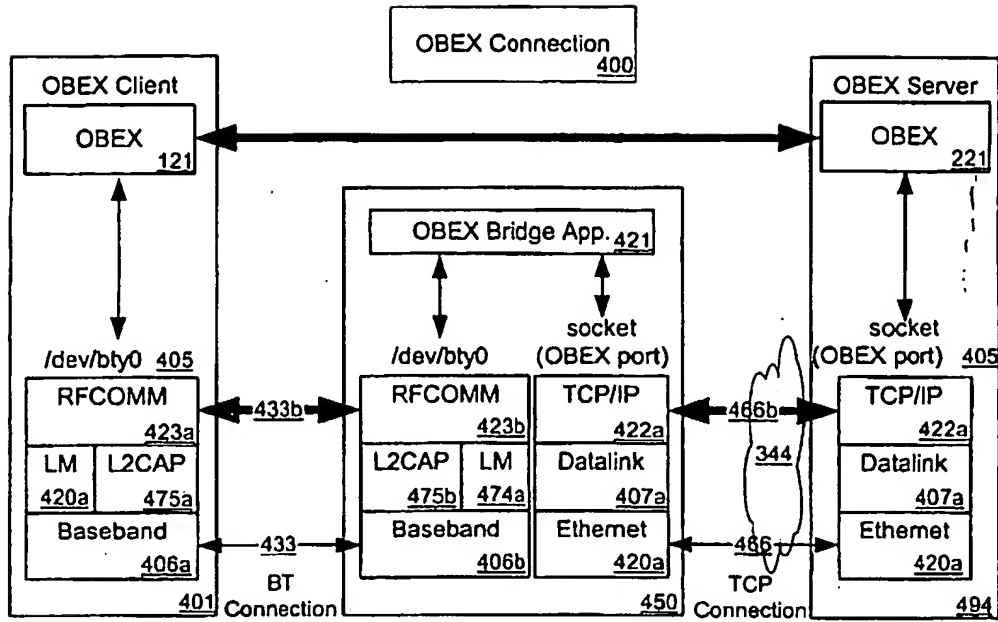 OBEX Connection
400
OBEX Client
OBEX
121
/dev/bty0 405
RFCOMM
423a
LM
420a
L2CAP
475a
Baseband
406a
401
433b
433
BT
Connection
OBEX Bridge App.
421
/dev/bty0
socket
(OBEX port)
RFCOMM
423b
L2CAP
475b
LM
474a
Baseband
406b
TCP/IP
422a
Datalink
407a
Ethernet
420a
450
466b
344
466
TCP
Connection
OBEX Server
OBEX
221
socket
(OBEX port) 405
TCP/IP
422a
Datalink
407a
Ethernet
420a
494